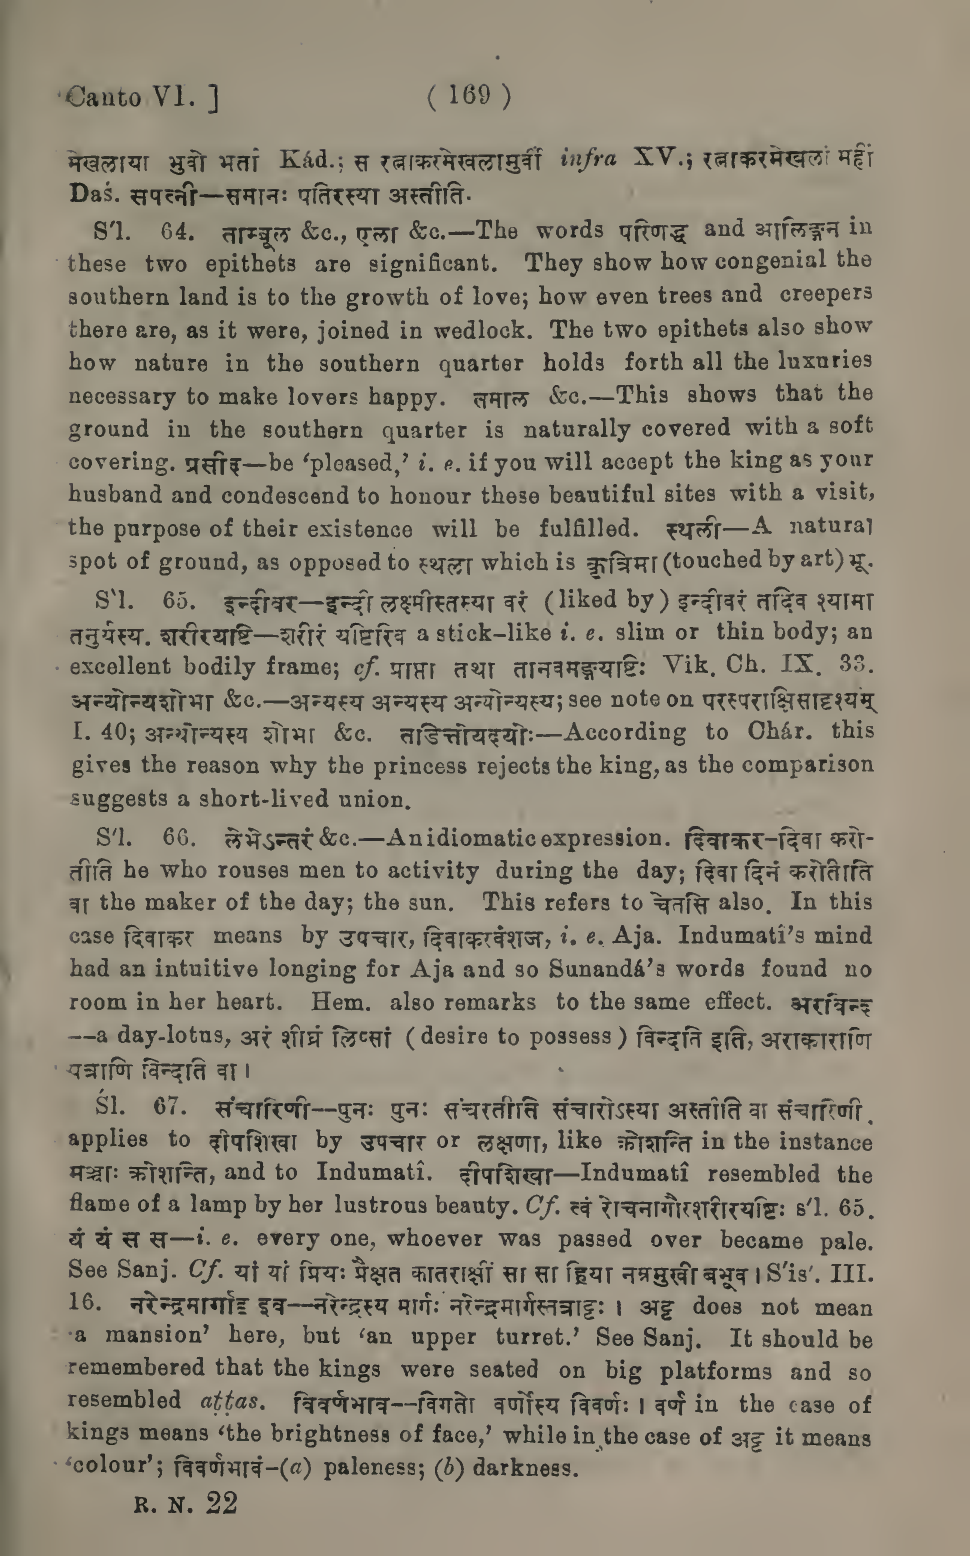 Canto VI. ] ( 169 )
मेखलाया भुवो भर्ता Kád.; स रत्नाकरमेखलामुर्वी infra XV.; रत्नाकरमेखलां महीं
Daś. सपत्नी—समानः पतिरस्या अस्तीति.
S'l. 64. ताम्बूल &c., एला &c.—The words परिणद्ध and आलिङ्गन in
these two epithets are significant. They show how congenial the
southern land is to the growth of love; how even trees and creepers
there are, as it were, joined in wedlock. The two epithets also show
how nature in the southern quarter holds forth all the luxuries
necessary to make lovers happy. तमाल &c.—This shows that the
ground in the southern quarter is naturally covered with a soft
covering. प्रसीद—be ‘pleased,’ i. e. if you will accept the king as your
husband and condescend to honour these beautiful sites with a visit,
the purpose of their existence will be fulfilled. स्थली—A natural
spot of ground, as opposed to स्थला which is कृत्रिमा (touched by art) भू.
S'l. 65. इन्दीवर—इन्दी लक्ष्मीस्तस्या वरं (liked by) इन्दीवरं तदिव श्यामा
तनुर्यस्य. शरीरयष्टि—शरीरं यष्टिरिव a stick-like i. e. slim or thin body; an
excellent bodily frame; cf. प्राप्ता तथा तानवमङ्गयष्टिः Vik. Ch. IX. 33.
अन्योन्यशोभा &c.—अन्यस्य अन्यस्य अन्योन्यस्य; see note on परस्पराक्षिसादृश्यम्
I. 40; अन्योन्यस्य शोभा &c. तडित्तोयदयोः—According to Chár. this
gives the reason why the princess rejects the king, as the comparison
suggests a short-lived union.
S'l. 66. लेभेऽन्तरं &c.—An idiomatic expression. दिवाकर-दिवा करो-
तीति he who rouses men to activity during the day; दिवा दिनं करोतीति
वा the maker of the day; the sun. This refers to चेतसि also. In this
case दिवाकर means by उपचार, दिवाकरवंशज, i. e. Aja. Indumatî's mind
had an intuitive longing for Aja and so Sunandá's words found no
room in her heart. Hem. also remarks to the same effect. अरविन्द
--a day-lotus, अरं शीघ्रं लिप्सां (desire to possess) विन्दति इति, अराकाराणि
पत्राणि विन्दति वा।
Śl. 67. संचारिणी--पुनः पुनः संचरतीति संचारोऽस्या अस्तीति वा संचारिणी.
applies to दीपशिखा by उपचार or लक्षणा, like क्रोशन्ति in the instance
मञ्चाः क्रोशन्ति, and to Indumatî. दीपशिखा—Indumatî resembled the
flame of a lamp by her lustrous beauty. Cf. त्वं रोचनागौरशरीरयष्टिः s'l. 65.
यं यं स स—i. e. every one, whoever was passed over became pale.
See Sanj. Cf. यां यां प्रियः प्रैक्षत कातराक्षीं सा सा ह्रिया नम्रमुखी बभूव। S'is'. III.
16. नरेन्द्रमार्गाट्ट इव--नरेन्द्रस्य मार्गः नरेन्द्रमार्गस्तत्राट्टः। अट्ट does not mean
‘a mansion’ here, but ‘an upper turret.’ See Sanj. It should be
remembered that the kings were seated on big platforms and so
resembled aṭṭas. विवर्णभाव--विगतो वर्णोस्य विवर्णः। वर्ण in the case of
kings means ‘the brightness of face,’ while in the case of अट्ट it means
‘colour’; विवर्णभावं-(a) paleness; (b) darkness.
R. N. 22